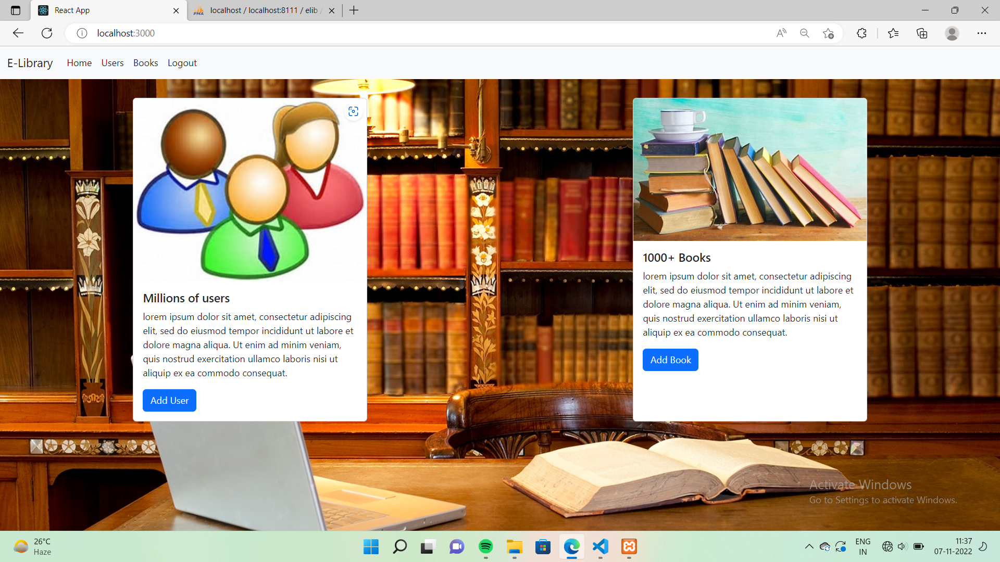 React App
localhost / localhost:8111 / elib /
localhost:3000
E-Library
Home
Users
Books
Logout
Millions of users
lorem ipsum dolor sit amet, consectetur adipiscing
elit, sed do eiusmod tempor incididunt ut labore et
dolore magna aliqua. Ut enim ad minim veniam,
quis nostrud exercitation ullamco laboris nisi ut
aliquip ex ea commodo consequat.
Add User
1000+ Books
lorem ipsum dolor sit amet, consectetur adipiscing
elit, sed do eiusmod tempor incididunt ut labore et
dolore magna aliqua. Ut enim ad minim veniam,
quis nostrud exercitation ullamco laboris nisi ut
aliquip ex ea commodo consequat.
Add Book
Activate Windows
Go to Settings to activate Windows.
26°C
Haze
ENG
IN
11:37
07-11-2022